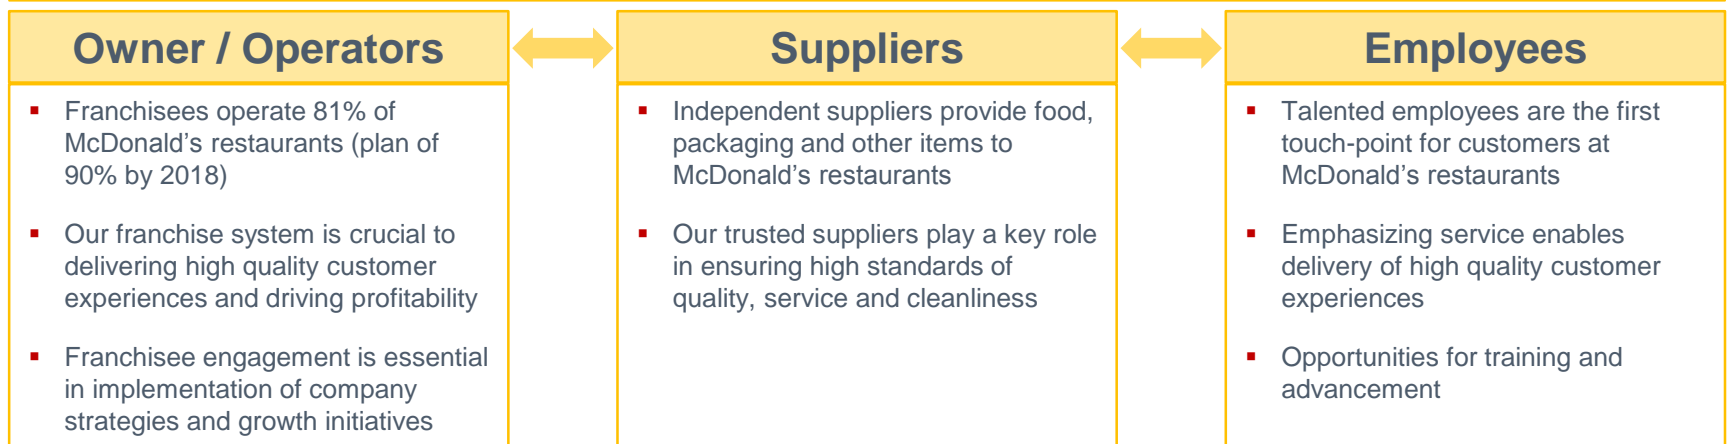 Owner / Operators
▪ Franchisees operate 81% of
McDonald's restaurants (plan of
90% by 2018)
▪ Our franchise system is crucial to
delivering high quality customer
experiences and driving profitability
▪ Franchisee engagement is essential
in implementation of company
strategies and growth initiatives
Suppliers
▪ Independent suppliers provide food,
packaging and other items to
McDonald's restaurants
▪ Our trusted suppliers play a key role
in ensuring high standards of
quality, service and cleanliness
Employees
▪ Talented employees are the first
touch-point for customers at
McDonald's restaurants
▪ Emphasizing service enables
delivery of high quality customer
experiences
▪ Opportunities for training and
advancement